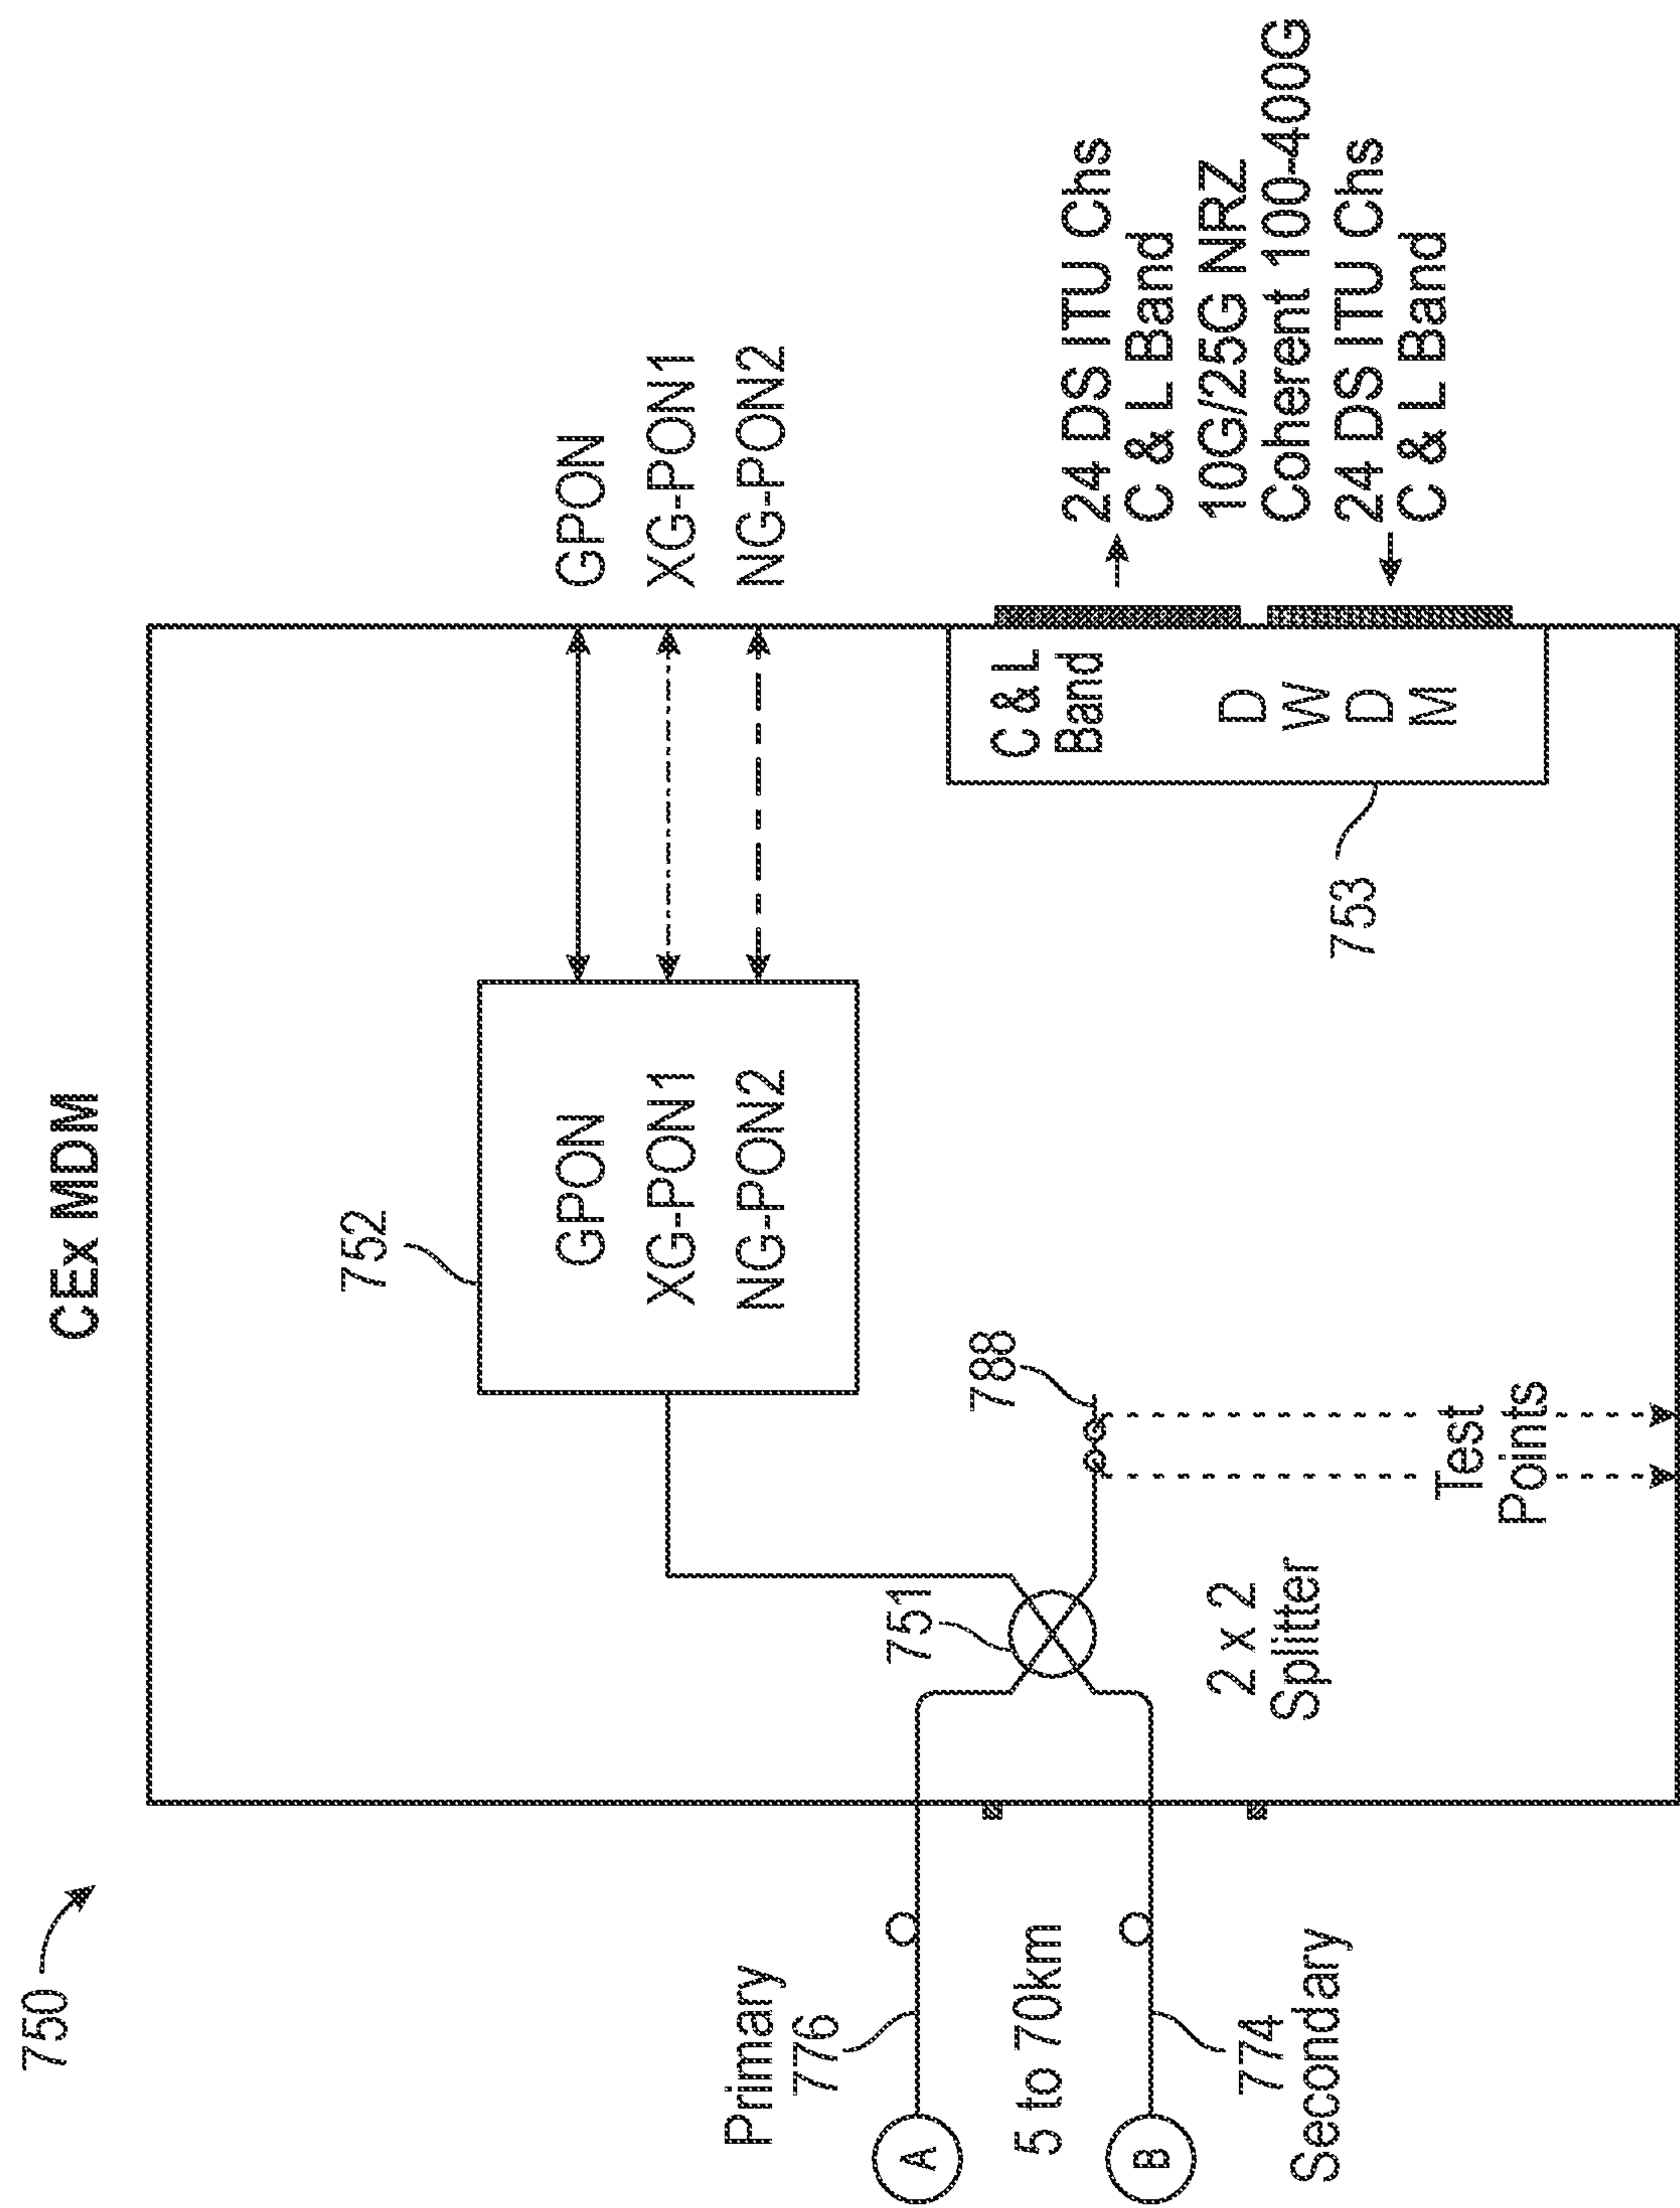 750
CEx MDM
752
GPON
XG-PON1
NG-PON2
GPON
XG-PON1
NG-PON2
Primary
776
A
5 to 70km
B
774
Secondary
751
2 x 2
Splitter
788
Test
Points
753
C & L
Band
D
W
D
M
24 DS ITU Chs
C & L Band
10G/25G NRZ
Coherent 100-400G
24 DS ITU Chs
C & L Band